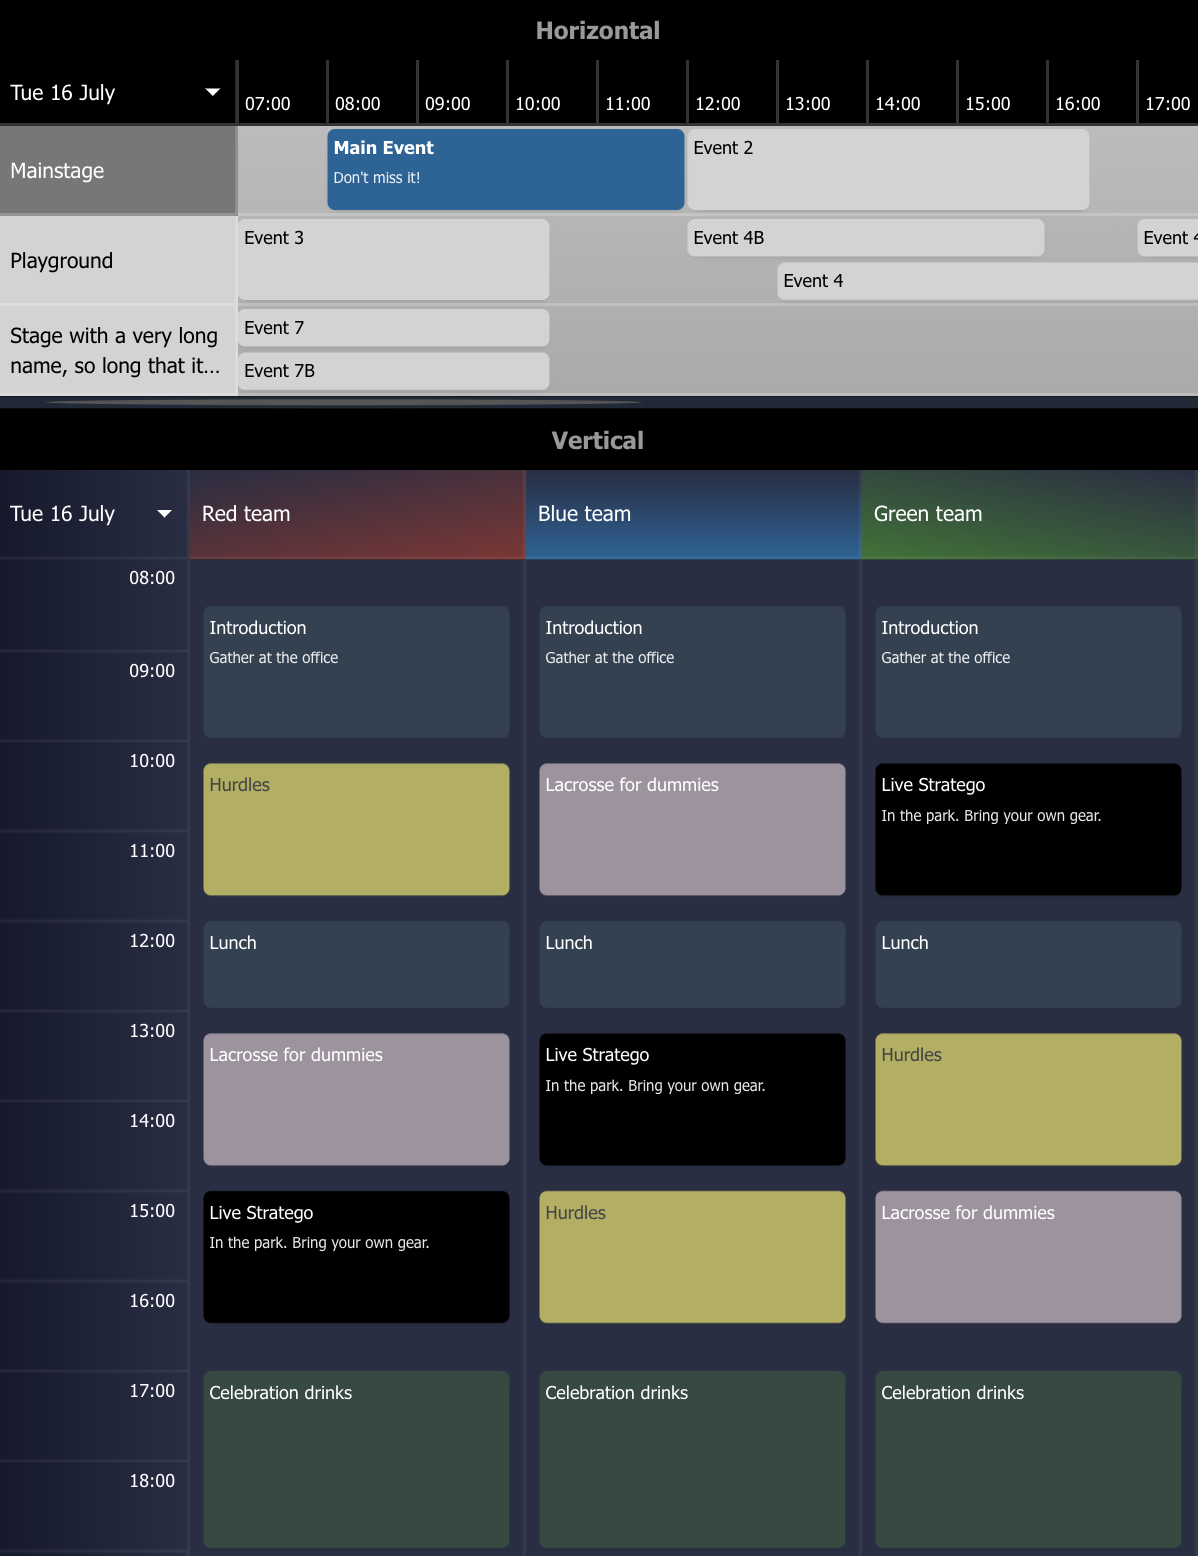 Horizontal
Tue 16 July 07:00 08:00 09:00 10:00 11:00 12:00 13:00 14:00 15:00 16:00 17:00
Mainstage
Main Event
Don't miss it!
Event 2
Playground
Event 3
Event 4B
Event 4
Event 4
Stage with a very long
name, so long that it...
Event 7
Event 7B
Vertical
Tue 16 July Red team Blue team Green team
08:00
Introduction Introduction Introduction
Gather at the office Gather at the office Gather at the office
09:00
10:00
Hurdles Lacrosse for dummies Live Stratego
In the park. Bring your own gear.
11:00
12:00 Lunch Lunch Lunch
13:00
Lacrosse for dummies Live Stratego Hurdles
In the park. Bring your own gear.
14:00
15:00 Live Stratego Hurdles Lacrosse for dummies
In the park. Bring your own gear.
16:00
17:00 Celebration drinks Celebration drinks Celebration drinks
18:00